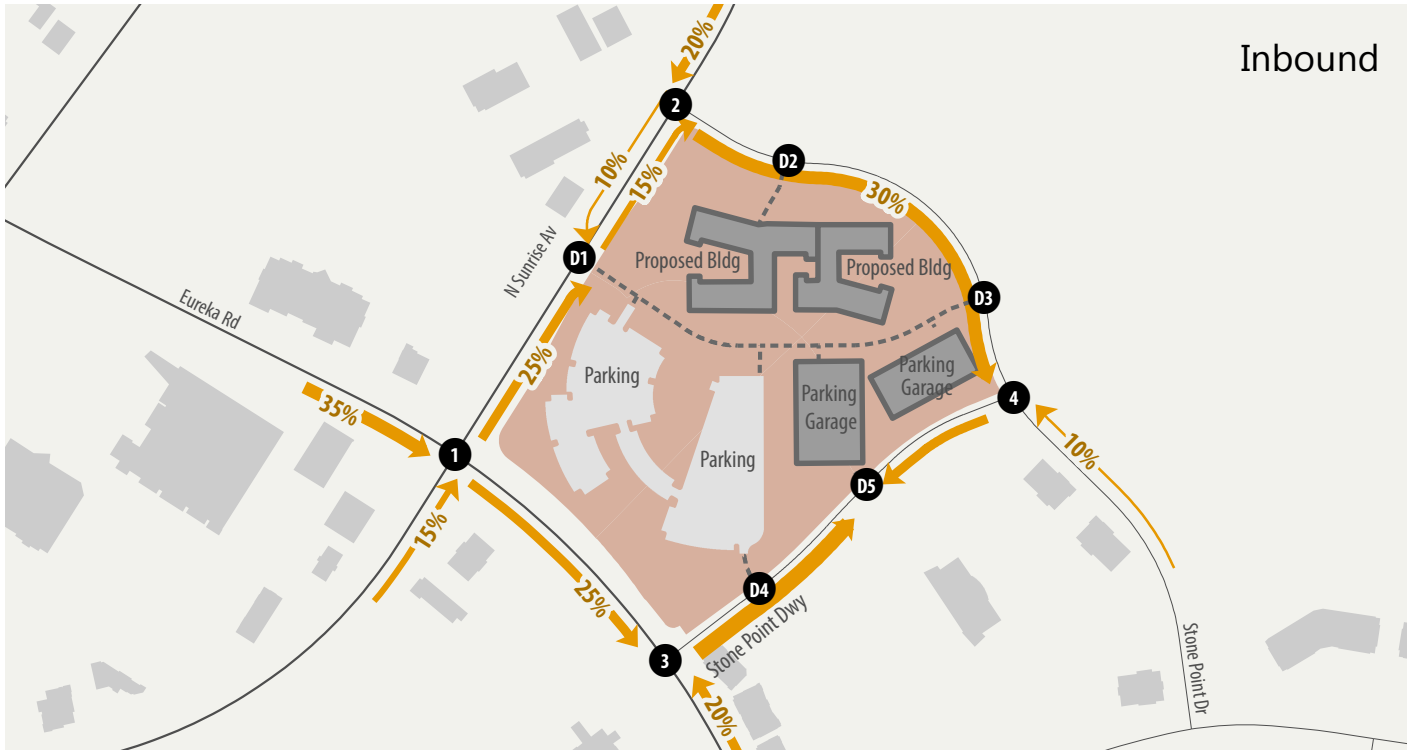 Inbound
20%
2
10%
15%
D2
30%
D1
N Sunrise Av
Proposed Bldg
Proposed Bldg
D3
Eureka Rd
25%
Parking
Parking
Garage
Parking
Garage
35%
4
1
Parking
10%
D5
15%
25%
D4
Stone Point Dwy
3
20%
Stone Point Dr